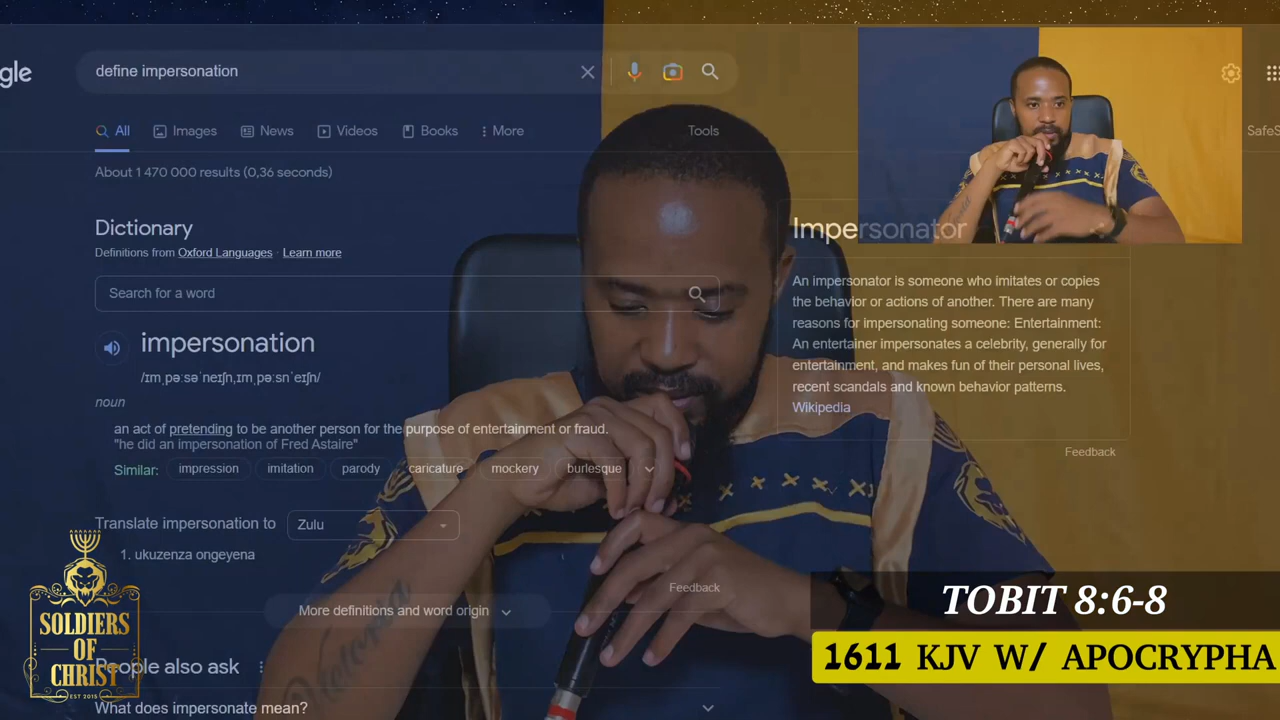 gle
define impersonation
All
Images
News
Videos
Books
More
Tools
SafeS
About 1 470 000 results (0,36 seconds)
Dictionary
Definitions from Oxford Languages · Learn more
Search for a word
impersonation
/ɪmˌpəːsəˈneɪʃn,ɪmˌpəːsnˈeɪʃn/
noun
an act of pretending to be another person for the purpose of entertainment or fraud.
"he did an impersonation of Fred Astaire"
Similar: impression imitation parody caricature mockery burlesque
Translate impersonation to Zulu
1. ukuzenza ongeyena
Feedback
More definitions and word origin
People also ask
What does impersonate mean?
Impersonator
An impersonator is someone who imitates or copies
the behavior or actions of another. There are many
reasons for impersonating someone: Entertainment:
An entertainer impersonates a celebrity, generally for
entertainment, and makes fun of their personal lives,
recent scandals and known behavior patterns.
Wikipedia
Feedback
SOLDIERS
OF
CHRIST
EST 2015
TOBIT 8:6-8
1611 KJV W/ APOCRYPHA